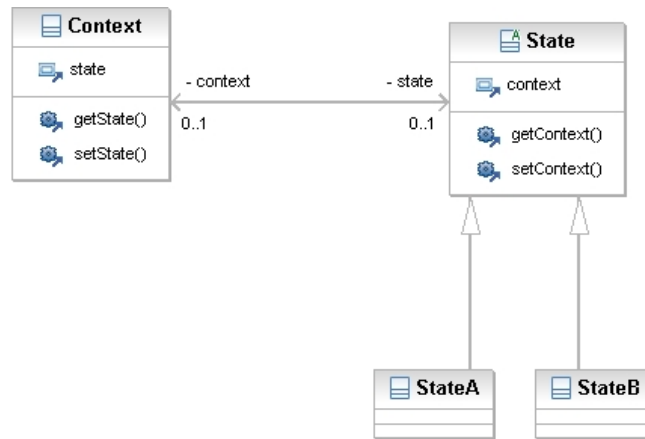 Context
state
getState()
setState()
- context
- state
0..1
0..1
A
State
context
getContext()
setContext()
StateA
StateB